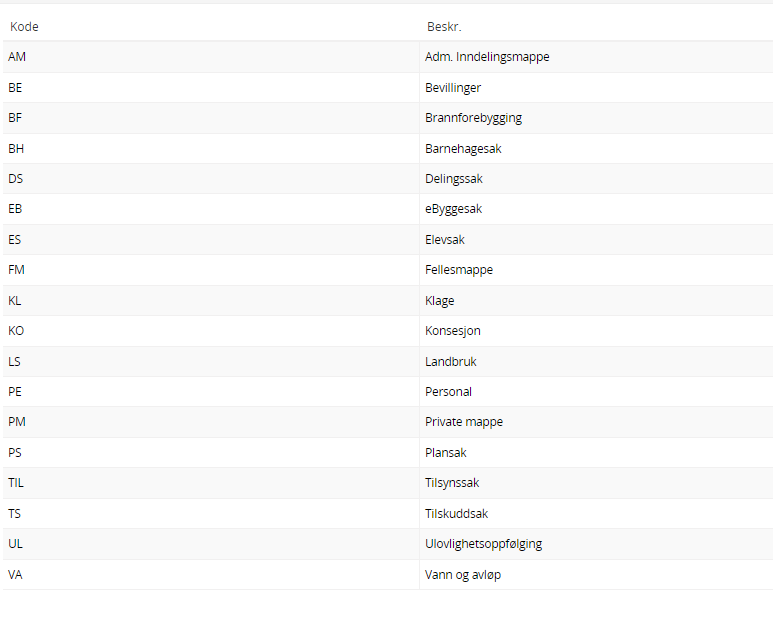 Kode Beskr.
AM Adm. Inndelingsmappe
BE Bevillinger
BF Brannforebygging
BH Barnehagesak
DS Delingssak
EB eByggesak
ES Elevsak
FM Fellesmappe
KL Klage
KO Konsesjon
LS Landbruk
PE Personal
PM Private mappe
PS Plansak
TIL Tilsynssak
TS Tilskuddsak
UL Ulovlighetsoppfølging
VA Vann og avløp